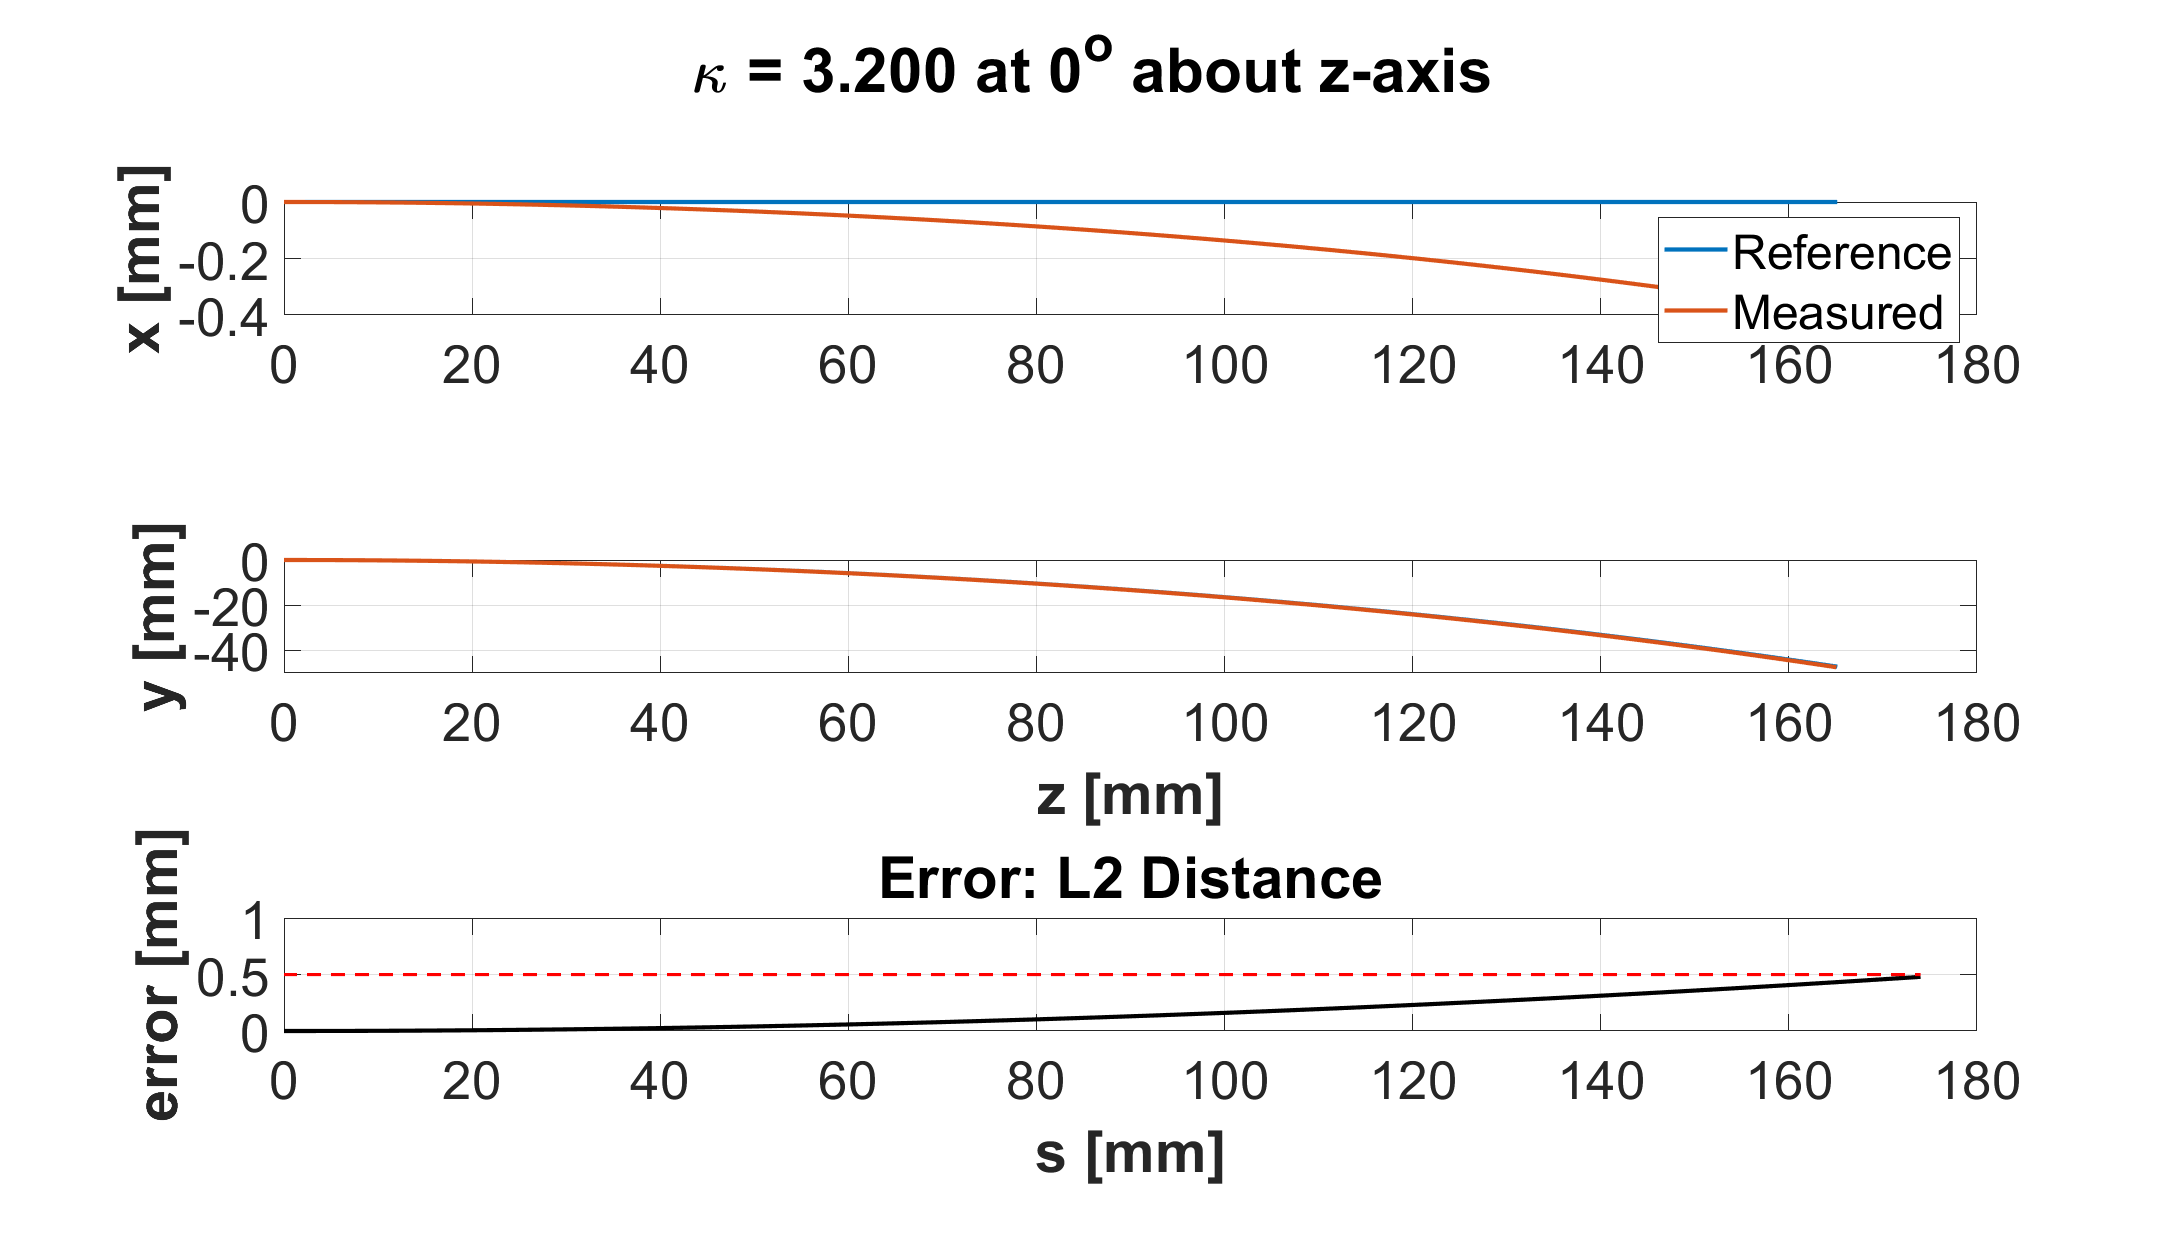 κ = 3.200 at 0° about z-axis
x [mm]
0
-0.2
-0.4
Reference
Measured
0 20 40 60 80 100 120 140 160 180
y [mm]
0
-20
-40
0 20 40 60 80 100 120 140 160 180
z [mm]
Error: L2 Distance
error [mm]
1
0.5
0
0 20 40 60 80 100 120 140 160 180
s [mm]